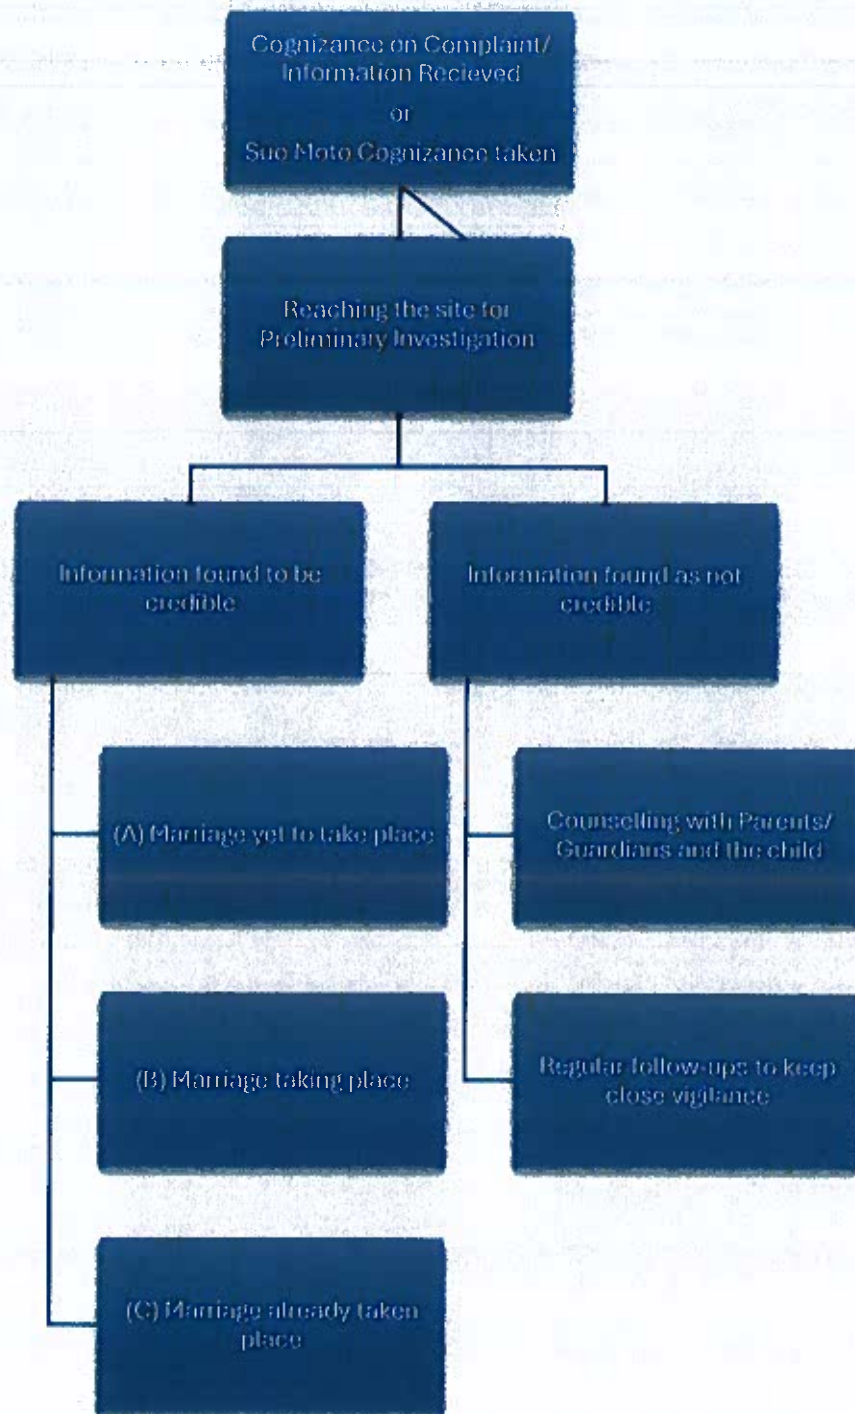 Cognizance on Complaint/
Information Recieved
or
Suo Moto Cognizance taken
Reaching the site for
Preliminary Investigation
Information found to be
credible
Information found as not
credible
(A) Marriage yet to take place
Counselling with Parents/
Guardians and the child
(B) Marriage taking place
Regular follow-ups to keep
close vigilance
(C) Marriage already taken
place